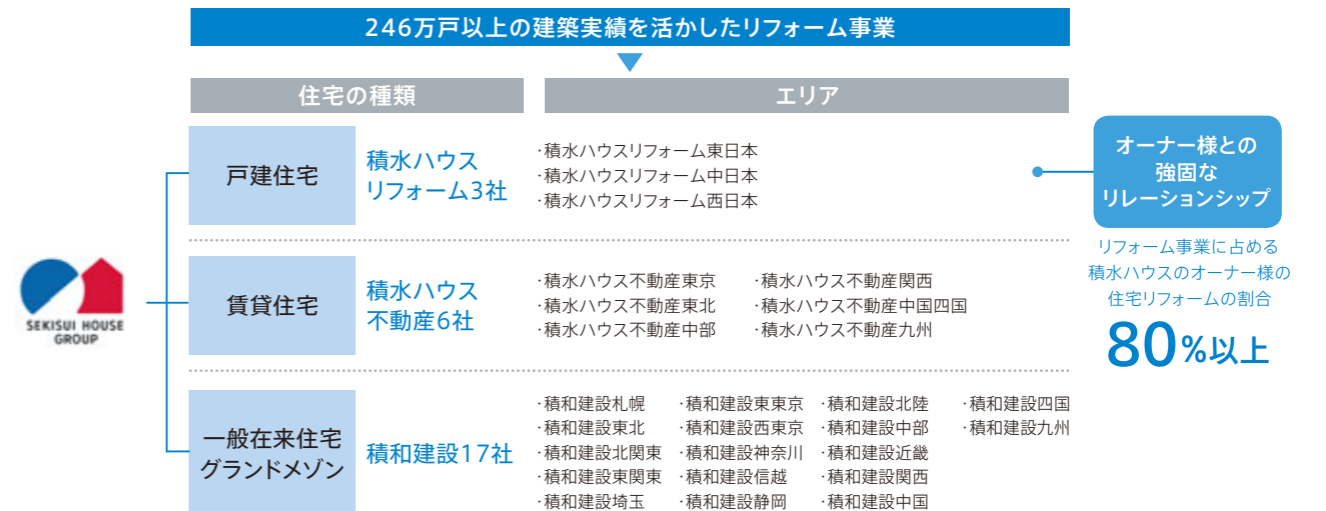 246万戸以上の建築実績を活かしたリフォーム事業
住宅の種類
エリア
戸建住宅
積水ハウス
リフォーム3社
・積水ハウスリフォーム東日本
・積水ハウスリフォーム中日本
・積水ハウスリフォーム西日本
オーナー様との
強固な
リレーションシップ
リフォーム事業に占める
積水ハウスのオーナー様の
住宅リフォームの割合
80%以上
SEKISUI HOUSE
GROUP
賃貸住宅
積水ハウス
不動産6社
・積水ハウス不動産東京 ・積水ハウス不動産関西
・積水ハウス不動産東北 ・積水ハウス不動産中国四国
・積水ハウス不動産中部 ・積水ハウス不動産九州
一般在来住宅
グランドメゾン
積和建設17社
・積和建設札幌 ・積和建設東東京 ・積和建設北陸 ・積和建設四国
・積和建設東北 ・積和建設西東京 ・積和建設中部 ・積和建設九州
・積和建設北関東 ・積和建設神奈川 ・積和建設近畿
・積和建設東関東 ・積和建設信越 ・積和建設関西
・積和建設埼玉 ・積和建設静岡 ・積和建設中国